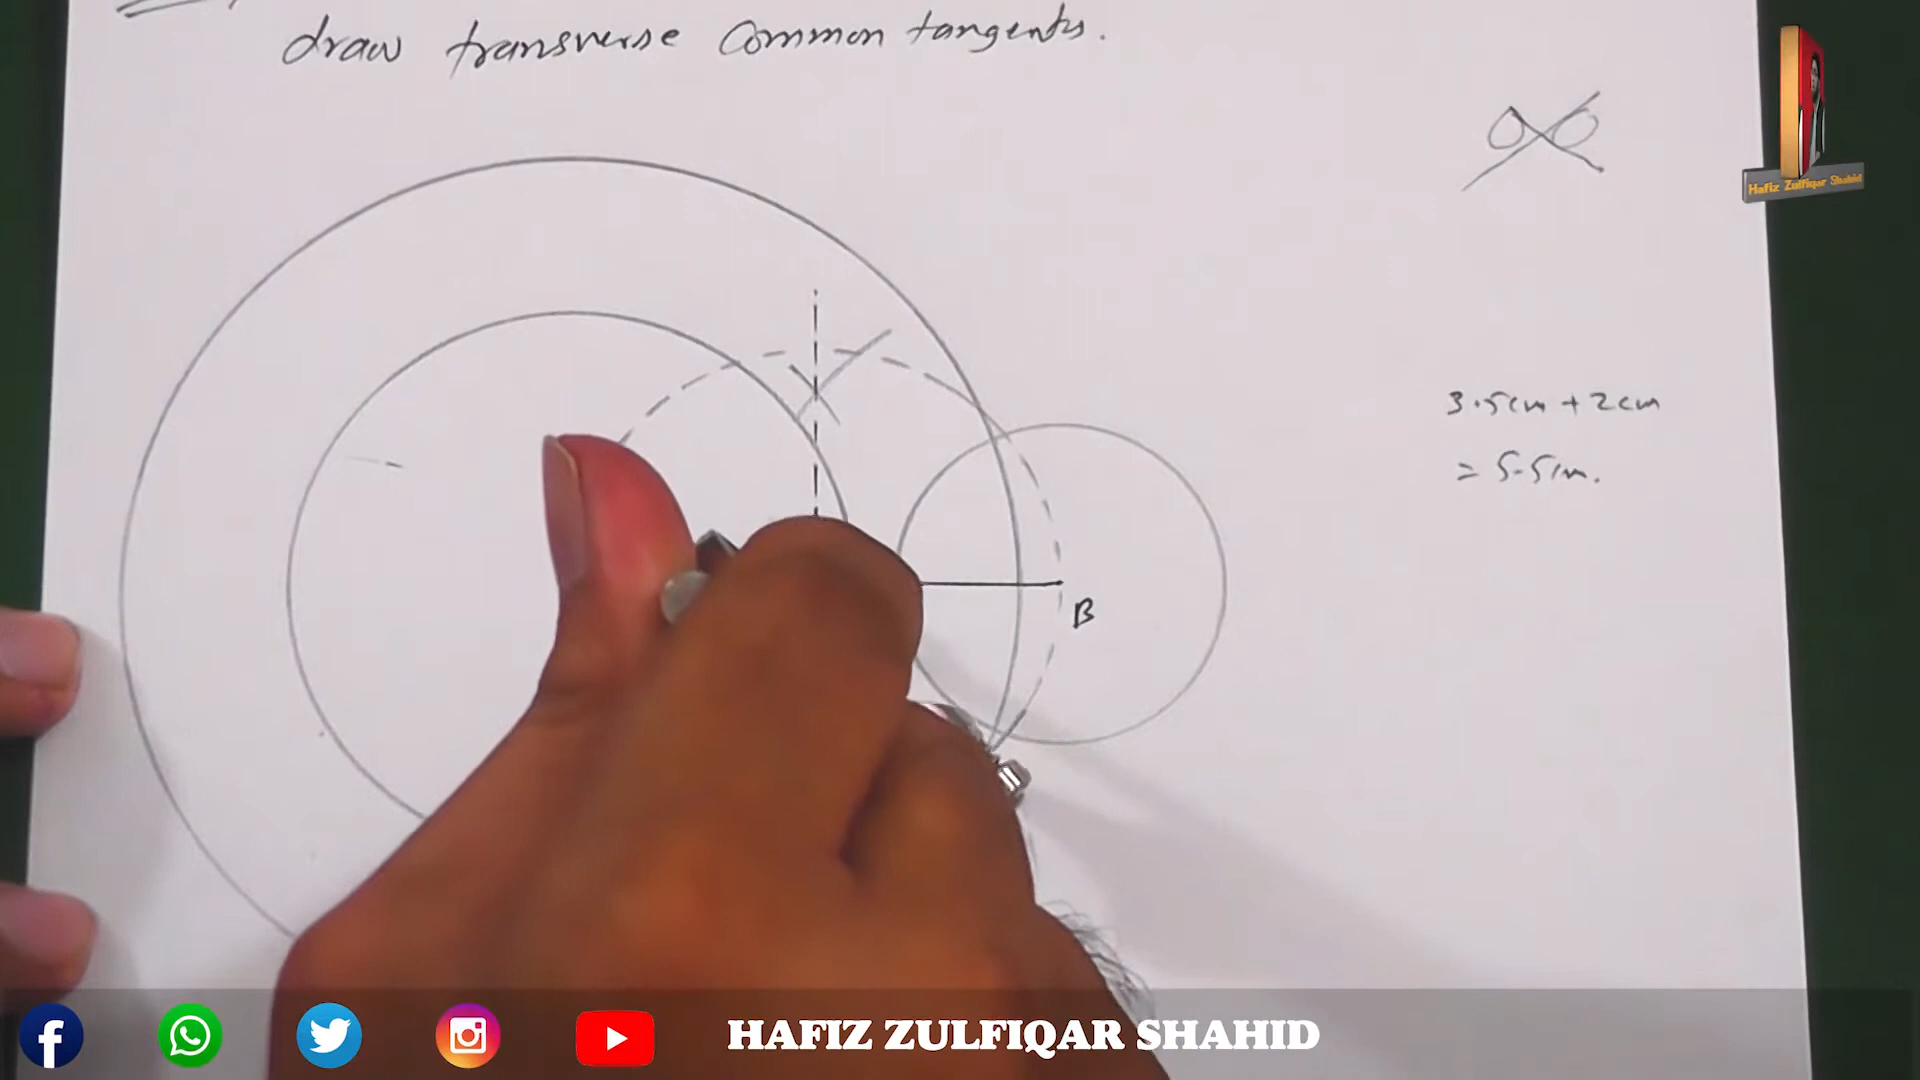 draw transverse common tangents.
Hafiz Zulfiqar Shahid
3.5cm + 2cm
= 5.5cm.
B
HAFIZ ZULFIQAR SHAHID